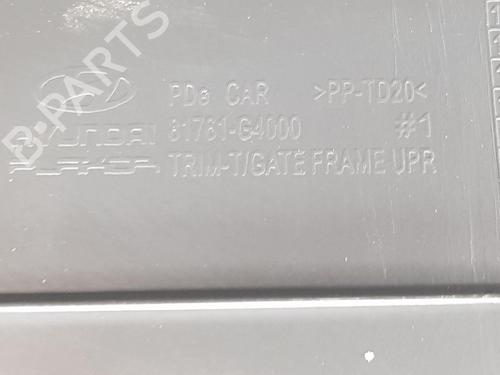 PDe CAR >PP-TD20<
HYUNDAI 81761-G4000 #1
TRIM-T/GATE FRAME UPR
B-PARTS